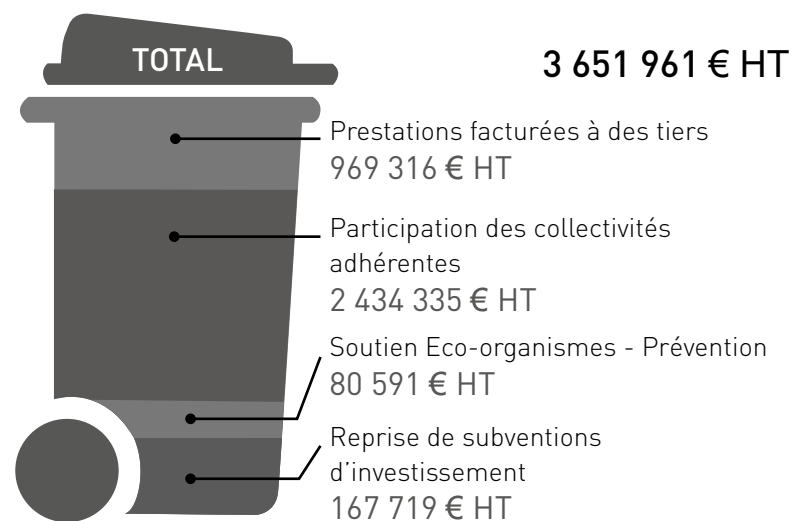 TOTAL
3 651 961 € HT
Prestations facturées à des tiers
969 316 € HT
Participation des collectivités
adhérentes
2 434 335 € HT
Soutien Eco-organismes - Prévention
80 591 € HT
Reprise de subventions
d'investissement
167 719 € HT